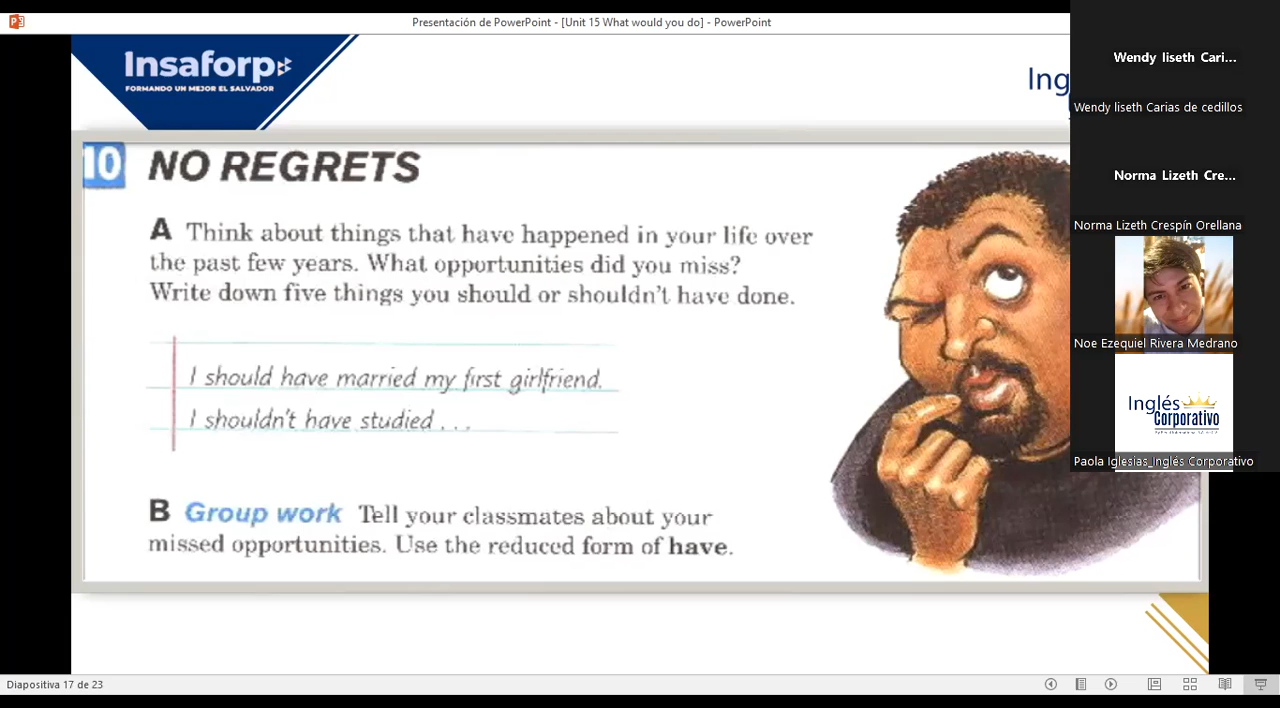 Presentación de PowerPoint - [Unit 15 What would you do] - PowerPoint
Insaforp
FORMANDO UN MEJOR EL SALVADOR
Ing
10 NO REGRETS
A Think about things that have happened in your life over
the past few years. What opportunities did you miss?
Write down five things you should or shouldn't have done.
I should have married my first girlfriend.
I shouldn't have studied . . .
B Group work Tell your classmates about your
missed opportunities. Use the reduced form of have.
Wendy liseth Cari...
Wendy liseth Carias de cedillos
Norma Lizeth Cre...
Norma Lizeth Crespín Orellana
Noe Ezequiel Rivera Medrano
Inglés
Corporativo
Paola Iglesias_Inglés Corporativo
Diapositiva 17 de 23